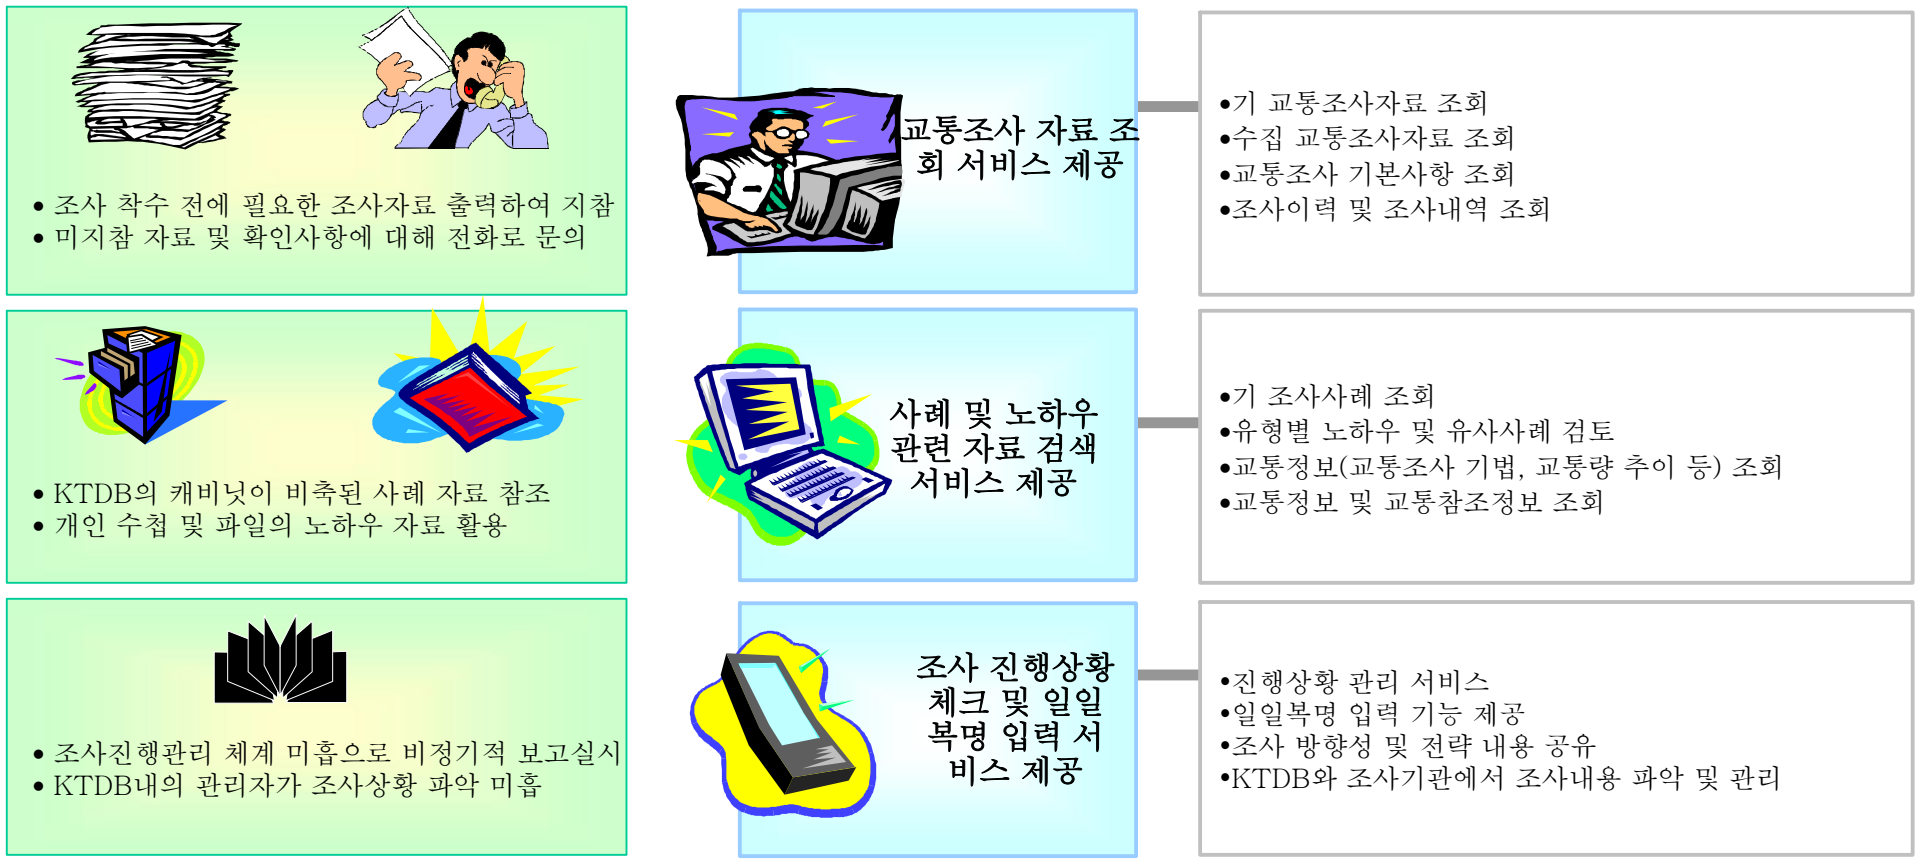 • 조사 착수 전에 필요한 조사자료 출력하여 지참
• 미지참 자료 및 확인사항에 대해 전화로 문의
교통조사 자료 조
회 서비스 제공
•기 교통조사자료 조회
•수집 교통조사자료 조회
•교통조사 기본사항 조회
•조사이력 및 조사내역 조회
• KTDB의 캐비닛이 비축된 사례 자료 참조
• 개인 수첩 및 파일의 노하우 자료 활용
사례 및 노하우
관련 자료 검색
서비스 제공
•기 조사사례 조회
•유형별 노하우 및 유사사례 검토
•교통정보(교통조사 기법, 교통량 추이 등) 조회
•교통정보 및 교통참조정보 조회
• 조사진행관리 체계 미흡으로 비정기적 보고실시
• KTDB내의 관리자가 조사상황 파악 미흡
조사 진행상황
체크 및 일일
복명 입력 서
비스 제공
•진행상황 관리 서비스
•일일복명 입력 기능 제공
•조사 방향성 및 전략 내용 공유
•KTDB와 조사기관에서 조사내용 파악 및 관리